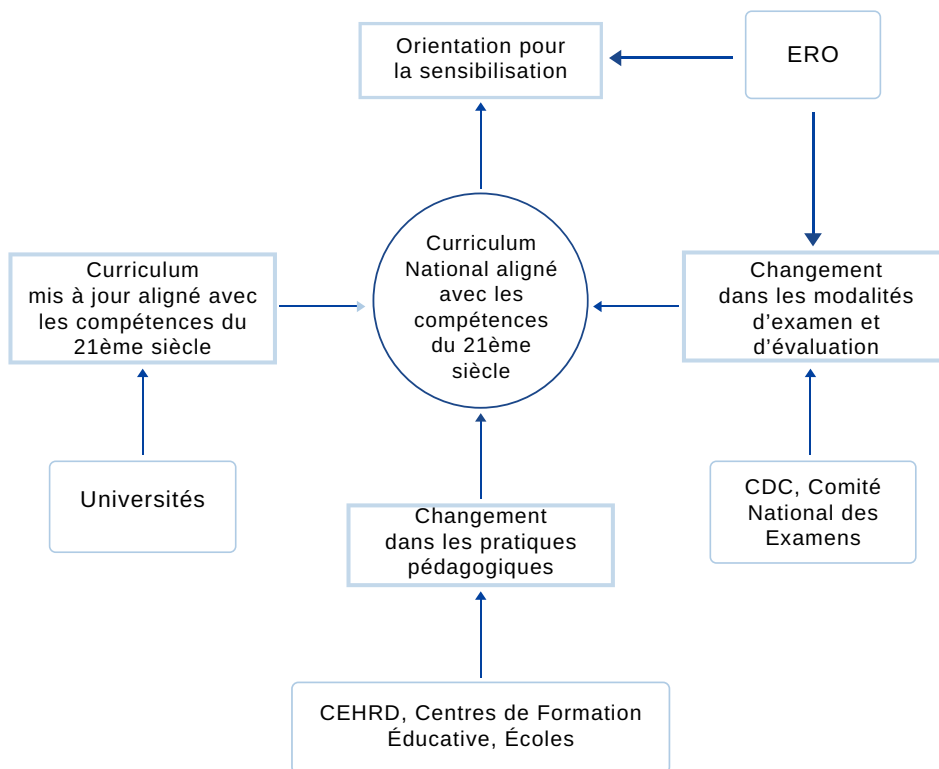 Orientation pour
la sensibilisation
ERO
Curriculum
National aligné
avec les
compétences
du 21ème
siècle
Curriculum
mis à jour aligné avec
les compétences du
21ème siècle
Changement
dans les modalités
d’examen et
d’évaluation
Universités
CDC, Comité
National des
Examens
Changement
dans les pratiques
pédagogiques
CEHRD, Centres de Formation
Éducative, Écoles